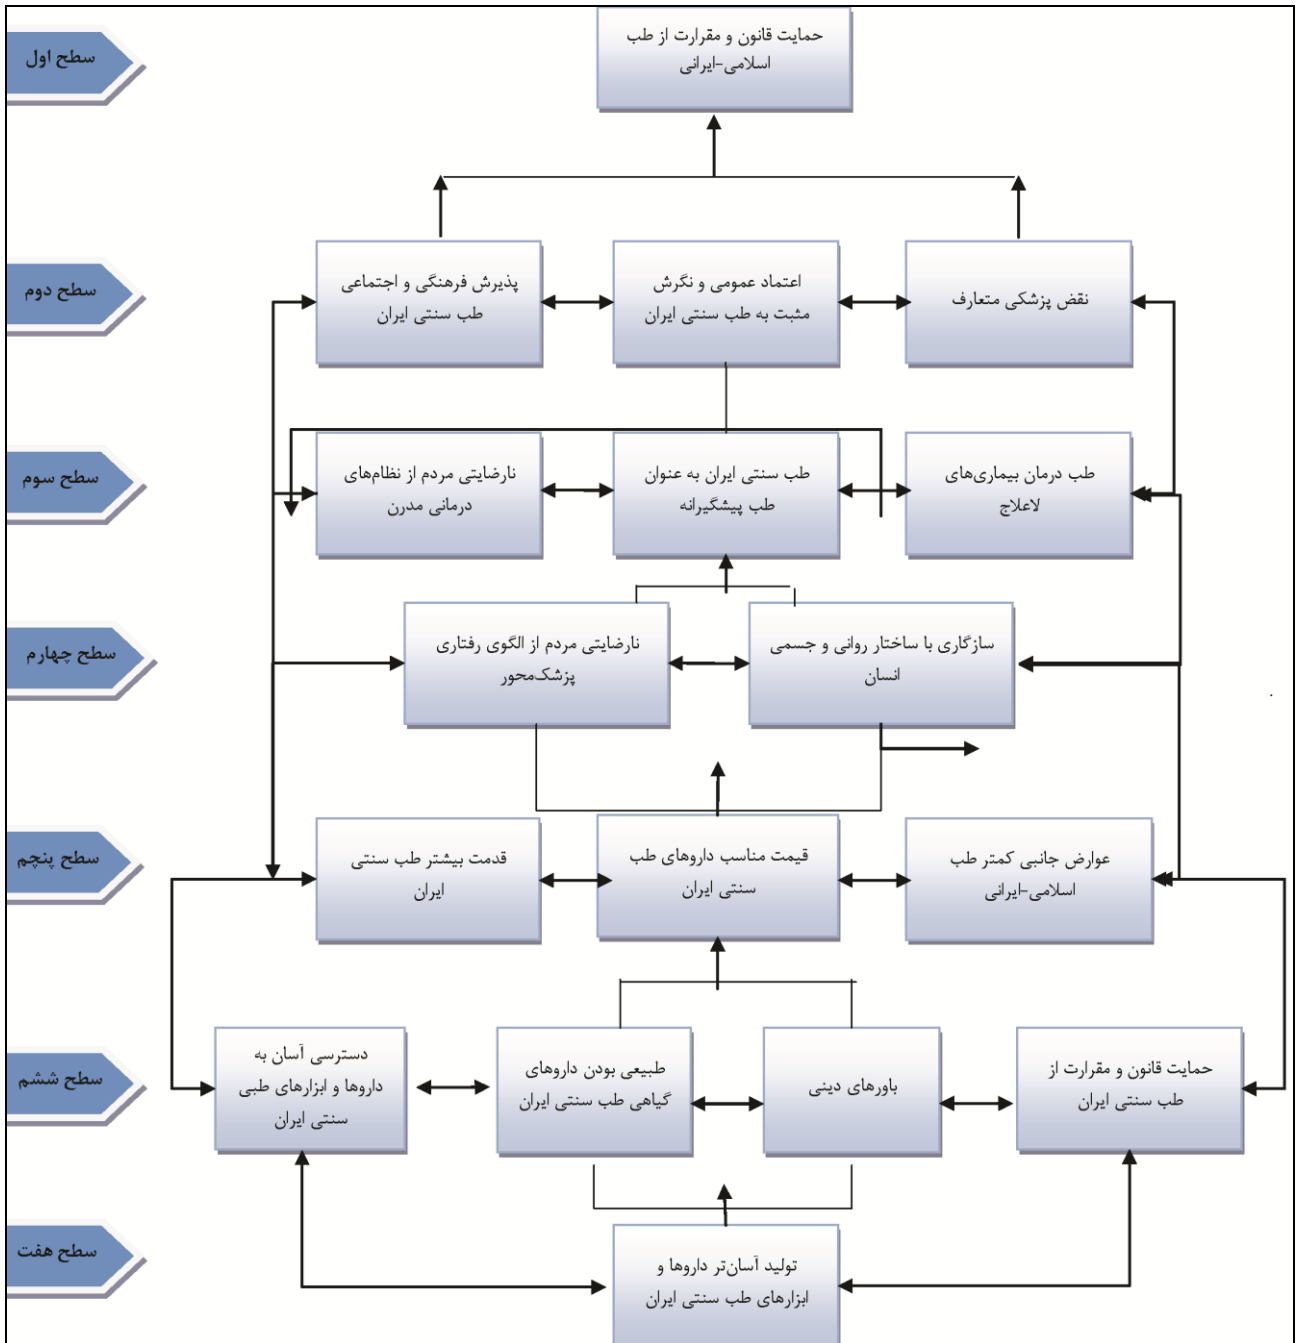 سطح اول
حمایت قانون و مقرارت از طب
اسلامی-ایرانی
سطح دوم
نقض پزشکی متعارف
اعتماد عمومی و نگرش
مثبت به طب سنتی ایران
پذیرش فرهنگی و اجتماعی
طب سنتی ایران
سطح سوم
طب درمان بیماری‌های
لاعلاج
طب سنتی ایران به عنوان
طب پیشگیرانه
نارضایتی مردم از نظام‌های
درمانی مدرن
سطح چهارم
سازگاری با ساختار روانی و جسمی
انسان
نارضایتی مردم از الگوی رفتاری
پزشک‌محور
سطح پنچم
عوارض جانبی کمتر طب
اسلامی-ایرانی
قیمت مناسب داروهای طب
سنتی ایران
قدمت بیشتر طب سنتی
ایران
سطح ششم
حمایت قانون و مقرارت از
طب سنتی ایران
باورهای دینی
طبیعی بودن داروهای
گیاهی طب سنتی ایران
دسترسی آسان به
داروها و ابزارهای طبی
سنتی ایران
سطح هفت
تولید آسان‌تر داروها و
ابزارهای طب سنتی ایران